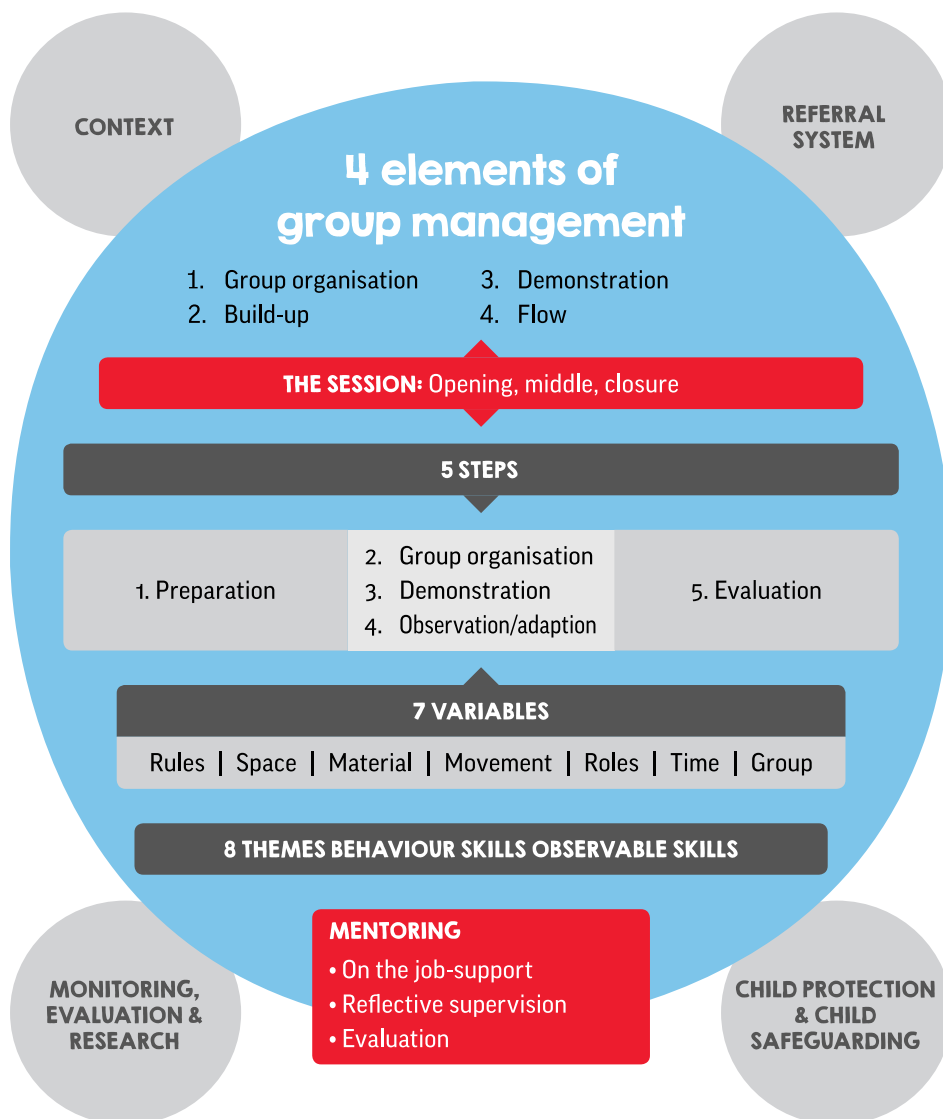 CONTEXT
REFERRAL
SYSTEM
4 elements of
group management
1. Group organisation
2. Build-up
3. Demonstration
4. Flow
THE SESSION: Opening, middle, closure
5 STEPS
1. Preparation
2. Group organisation
3. Demonstration
4. Observation/adaption
5. Evaluation
7 VARIABLES
Rules | Space | Material | Movement | Roles | Time | Group
8 THEMES BEHAVIOUR SKILLS OBSERVABLE SKILLS
MENTORING
• On the job-support
• Reflective supervision
• Evaluation
MONITORING,
EVALUATION &
RESEARCH
CHILD PROTECTION
& CHILD
SAFEGUARDING